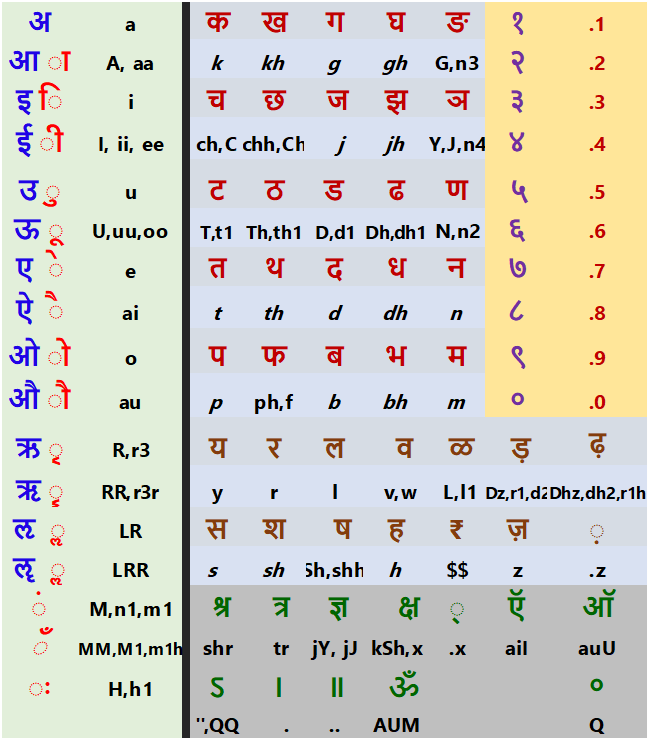 अ a क ख ग घ ङ १ .1
आ ा A, aa k kh g gh G,n3 २ .2
इ ि i च छ ज झ ञ ३ .3
ई ी I, ii, ee ch,C chh,Ch j jh Y,J,n4 ४ .4
उ ु u ट ठ ड ढ ण ५ .5
ऊ ू U,uu,oo T,t1 Th,th1 D,d1 Dh,dh1 N,n2 ६ .6
ए े e त थ द ध न ७ .7
ऐ ै ai t th d dh n ८ .8
ओ ो o प फ ब भ म ९ .9
औ ौ au p ph,f b bh m ० .0
ऋ ृ R,r3 य र ल व ळ ड़ ढ़
ॠ ॄ RR,r3r y r l v,w L,l1 Dz,r1,d2 Dhz,dh2,r1h
ऌ ॢ LR स श ष ह ₹ ज़ ़
ॡ ॣ LRR s sh Sh,shh h $$ z .z
ं M,n1,m1 श्र त्र ज्ञ क्ष ् ऍ ऑ
ँ MM,M1,m1h shr tr jY, jJ kSh,x .x aiI auU
ः H,h1 ऽ । ॥ ॐ ॰
'',QQ . .. AUM Q